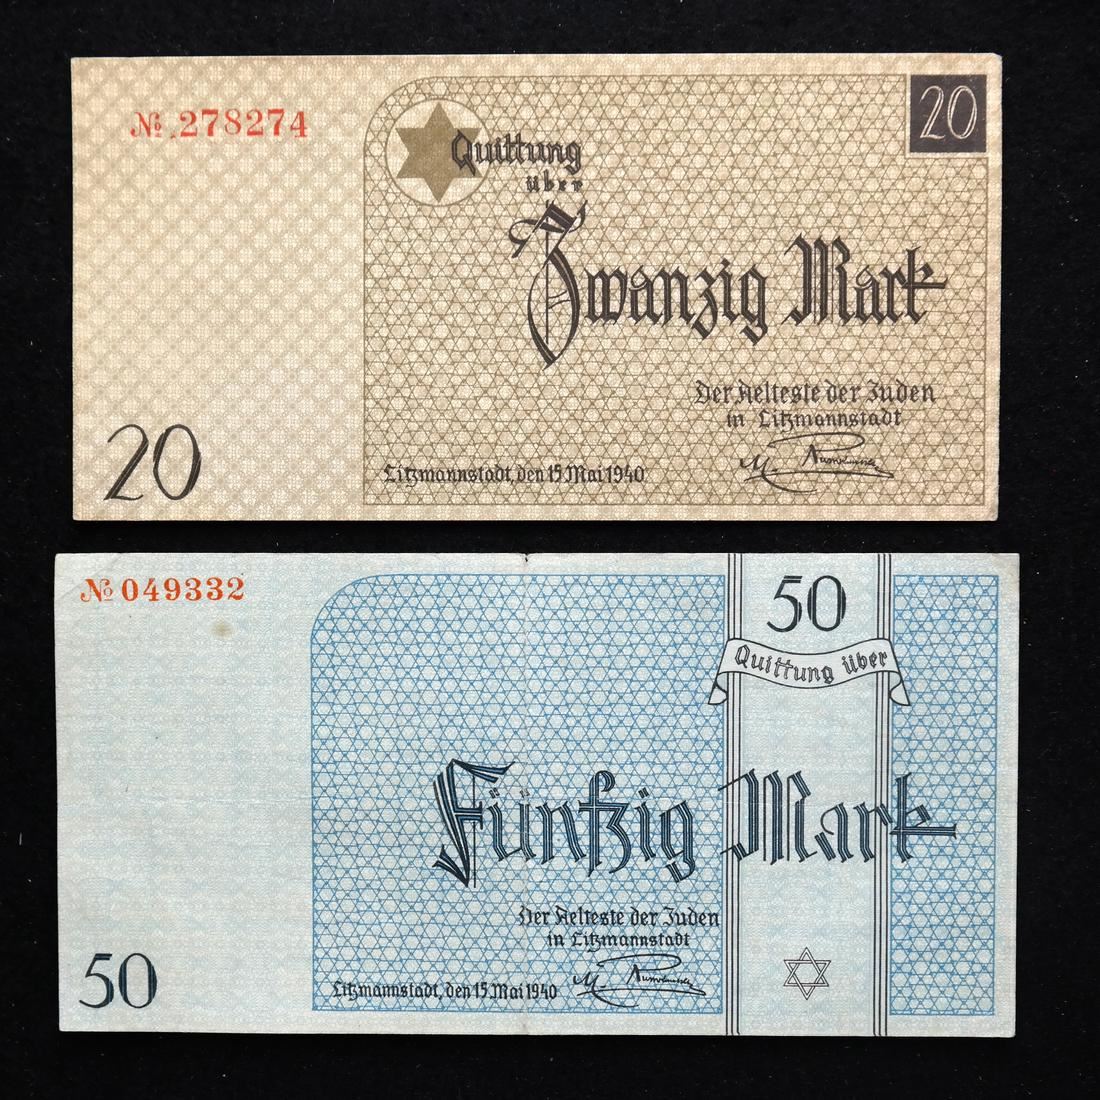 № 278274
20
Quittung
über
Zwanzig Mark
Der Aelteste der Juden
in Litzmannstadt
M. Rumkowski
Litzmannstadt, den 15. Mai 1940
20
№ 049332
50
Quittung über
Fünfzig Mark
Der Aelteste der Juden
in Litzmannstadt
M. Rumkowski
Litzmannstadt, den 15. Mai 1940
50